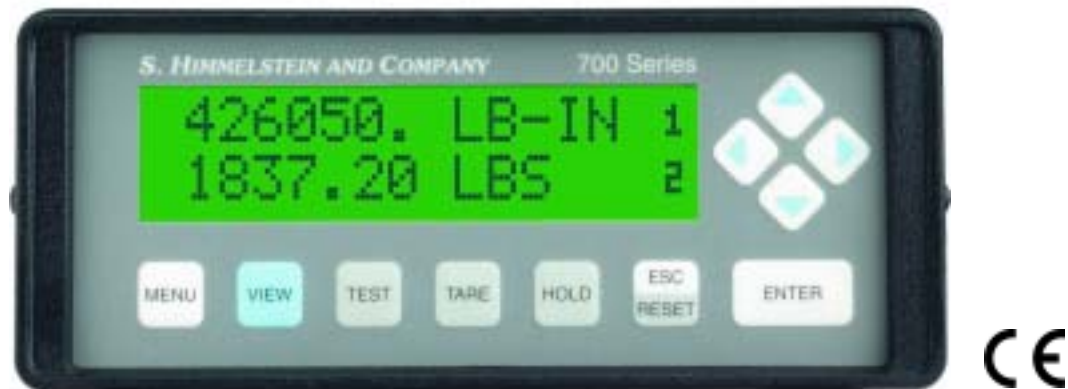 S. HIMMELSTEIN AND COMPANY 700 Series
426050. LB-IN 1
1837.20 LBS 2
MENU VIEW TEST TARE HOLD ESC RESET ENTER
CE